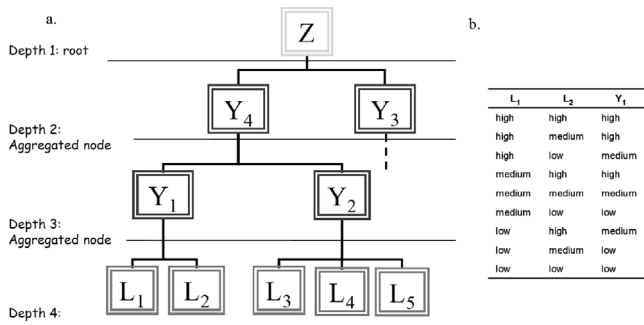 a.
b.
Z
Depth 1: root
Y4
Y3
Depth 2:
Aggregated node
Y1
Y2
Depth 3:
Aggregated node
L1 L2 L3 L4 L5
Depth 4:
L1 L2 Y1
high high high
high medium high
high low medium
medium high high
medium medium medium
medium low low
low high medium
low medium low
low low low